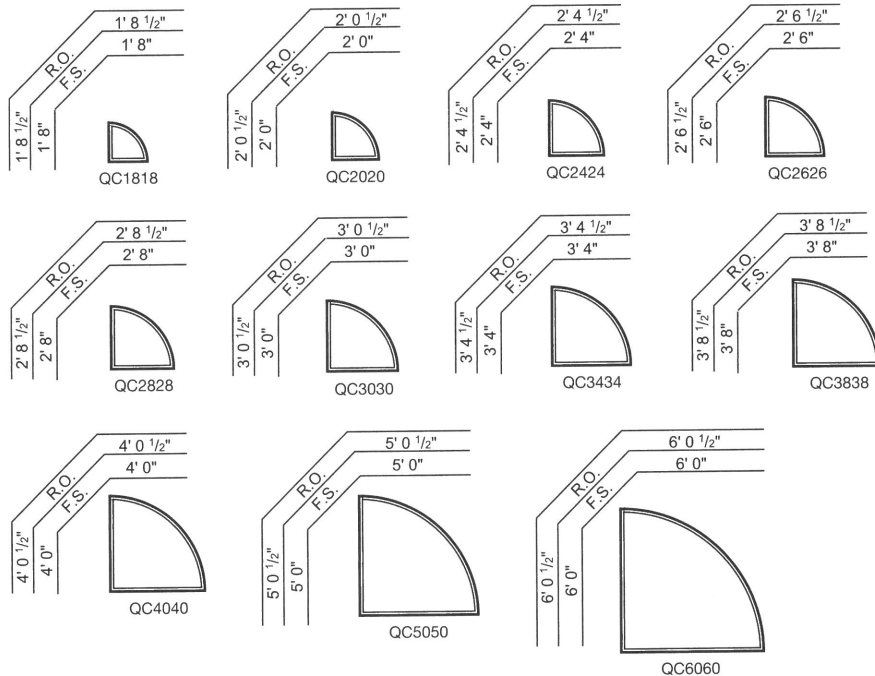 1' 8 1/2"
1' 8"
R.O.
F.S.
1' 8 1/2"
1' 8"
QC1818
2' 0 1/2"
2' 0"
R.O.
F.S.
2' 0 1/2"
2' 0"
QC2020
2' 4 1/2"
2' 4"
R.O.
F.S.
2' 4 1/2"
2' 4"
QC2424
2' 6 1/2"
2' 6"
R.O.
F.S.
2' 6 1/2"
2' 6"
QC2626
2' 8 1/2"
2' 8"
R.O.
F.S.
2' 8 1/2"
2' 8"
QC2828
3' 0 1/2"
3' 0"
R.O.
F.S.
3' 0 1/2"
3' 0"
QC3030
3' 4 1/2"
3' 4"
R.O.
F.S.
3' 4 1/2"
3' 4"
QC3434
3' 8 1/2"
3' 8"
R.O.
F.S.
3' 8 1/2"
3' 8"
QC3838
4' 0 1/2"
4' 0"
R.O.
F.S.
4' 0 1/2"
4' 0"
QC4040
5' 0 1/2"
5' 0"
R.O.
F.S.
5' 0 1/2"
5' 0"
QC5050
6' 0 1/2"
6' 0"
R.O.
F.S.
6' 0 1/2"
6' 0"
QC6060